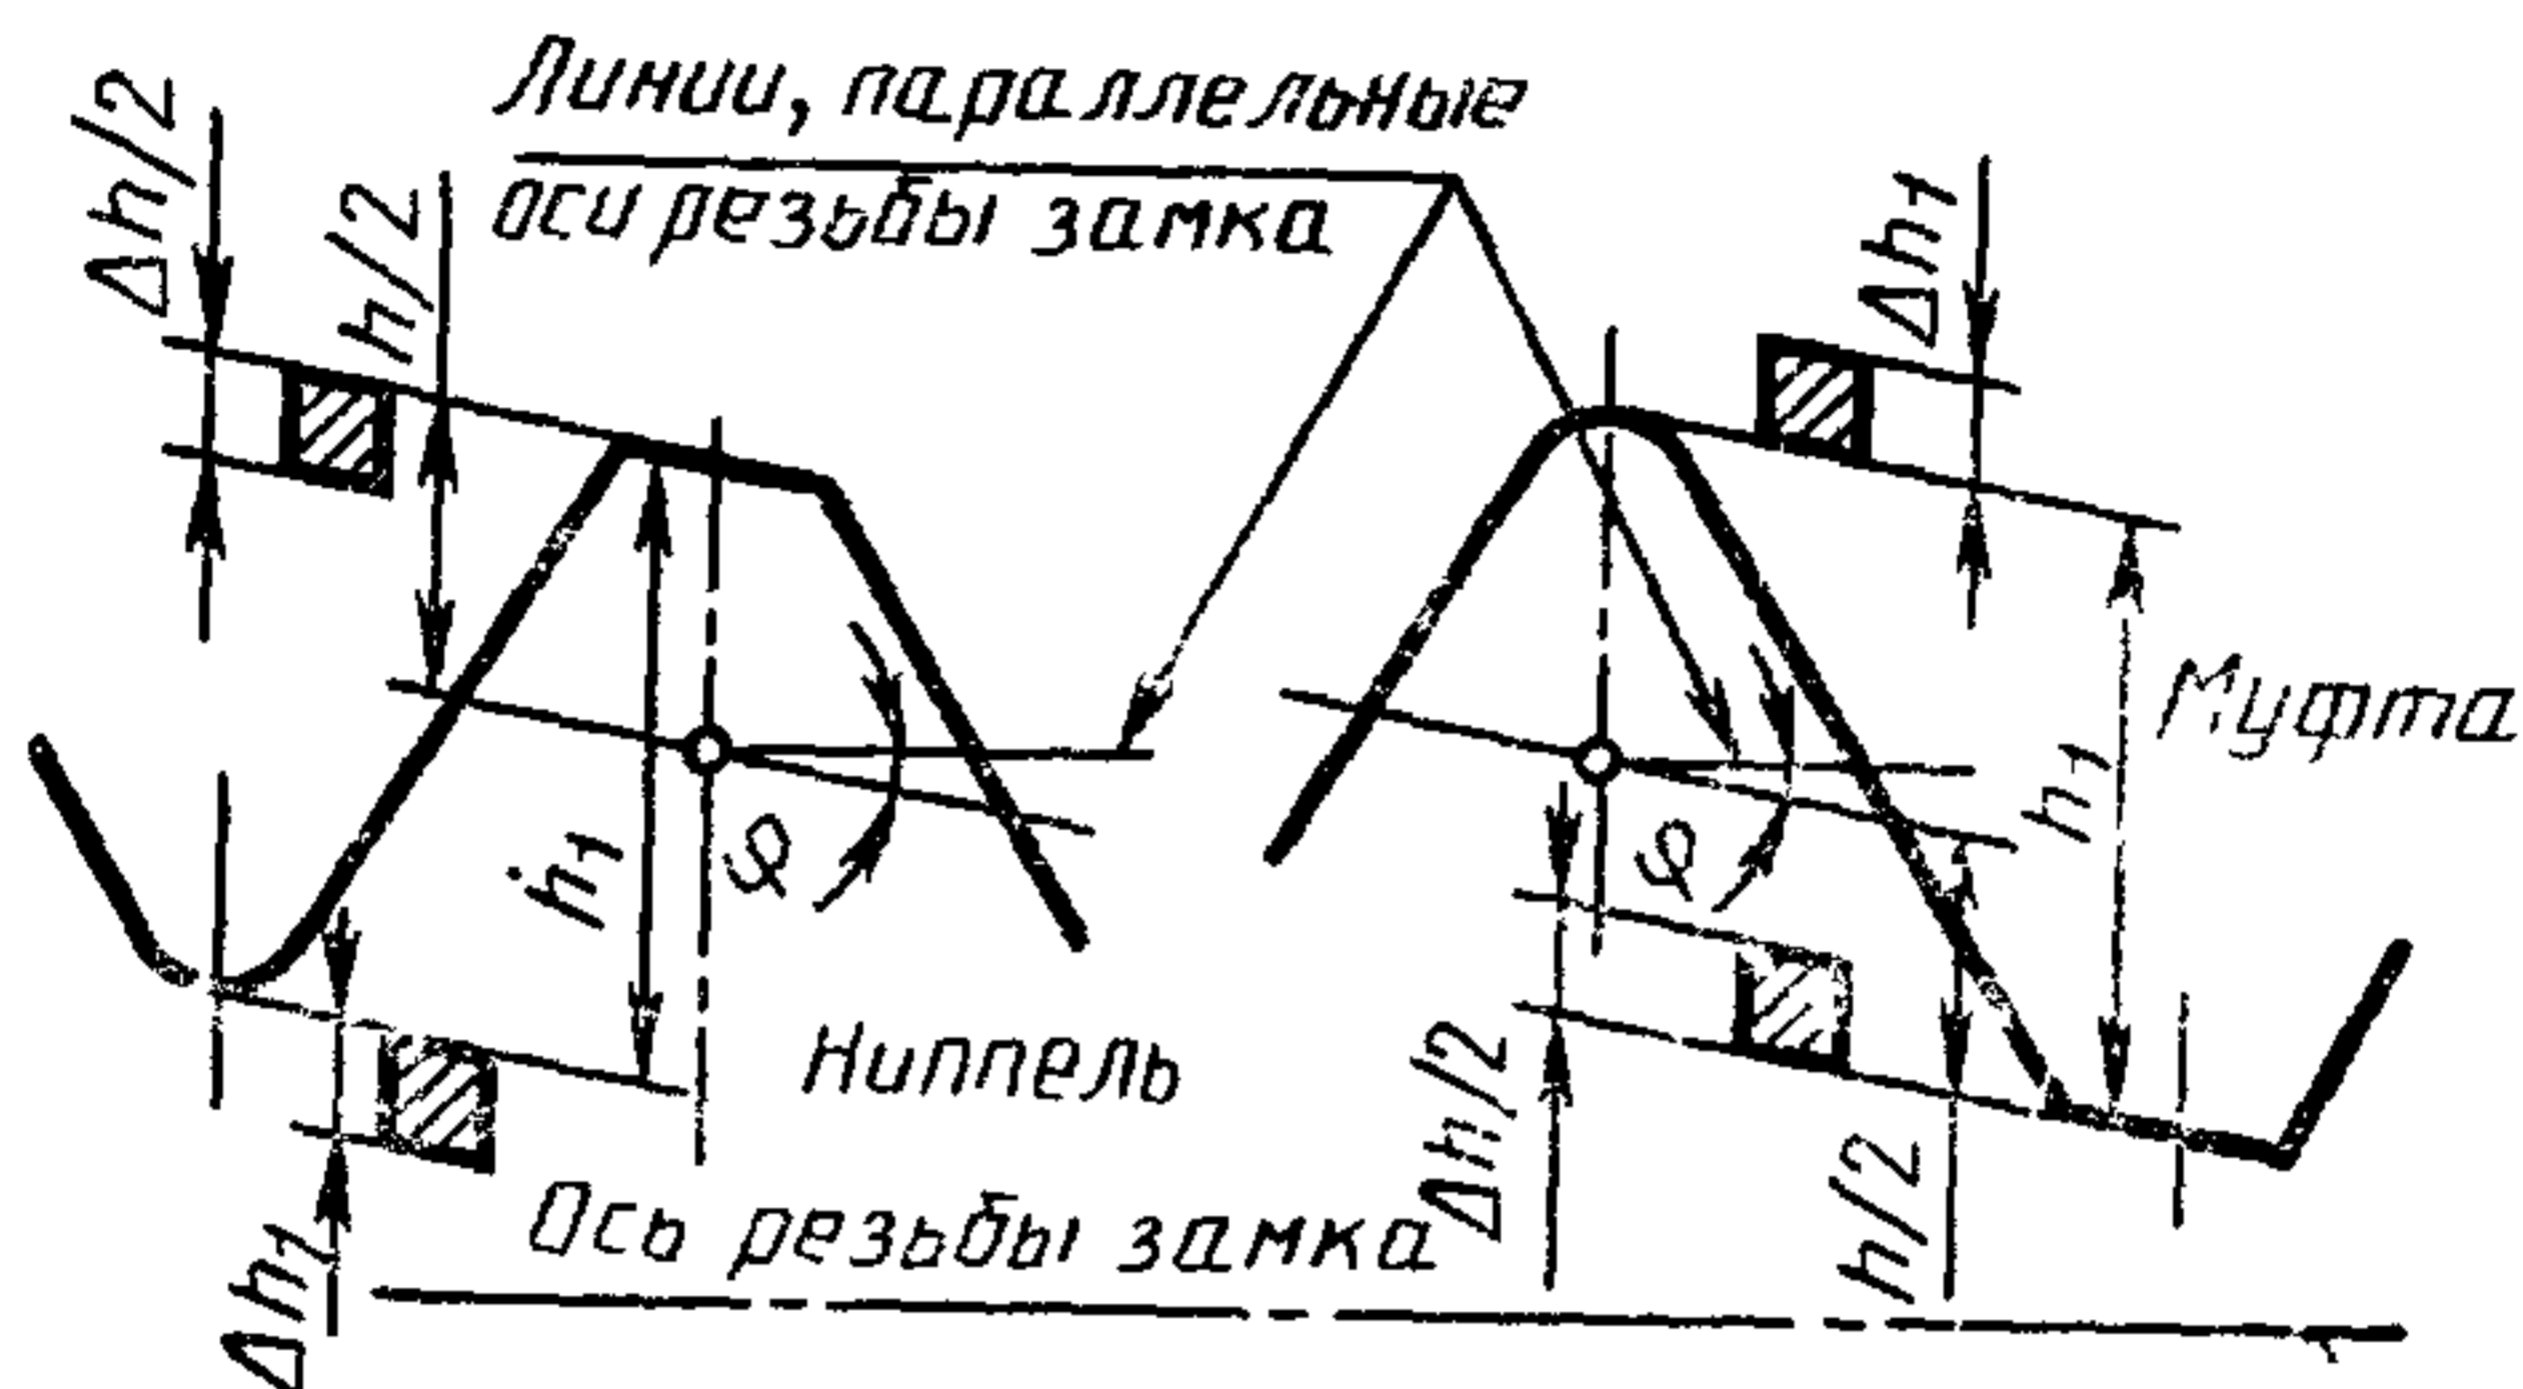 Линии, параллельные
оси резьбы замка
Δh/2
h/2
Δh1
h1
φ
Ниппель
Δh1
Муфта
h1
φ
Δh/2
h/2
Ось резьбы замка